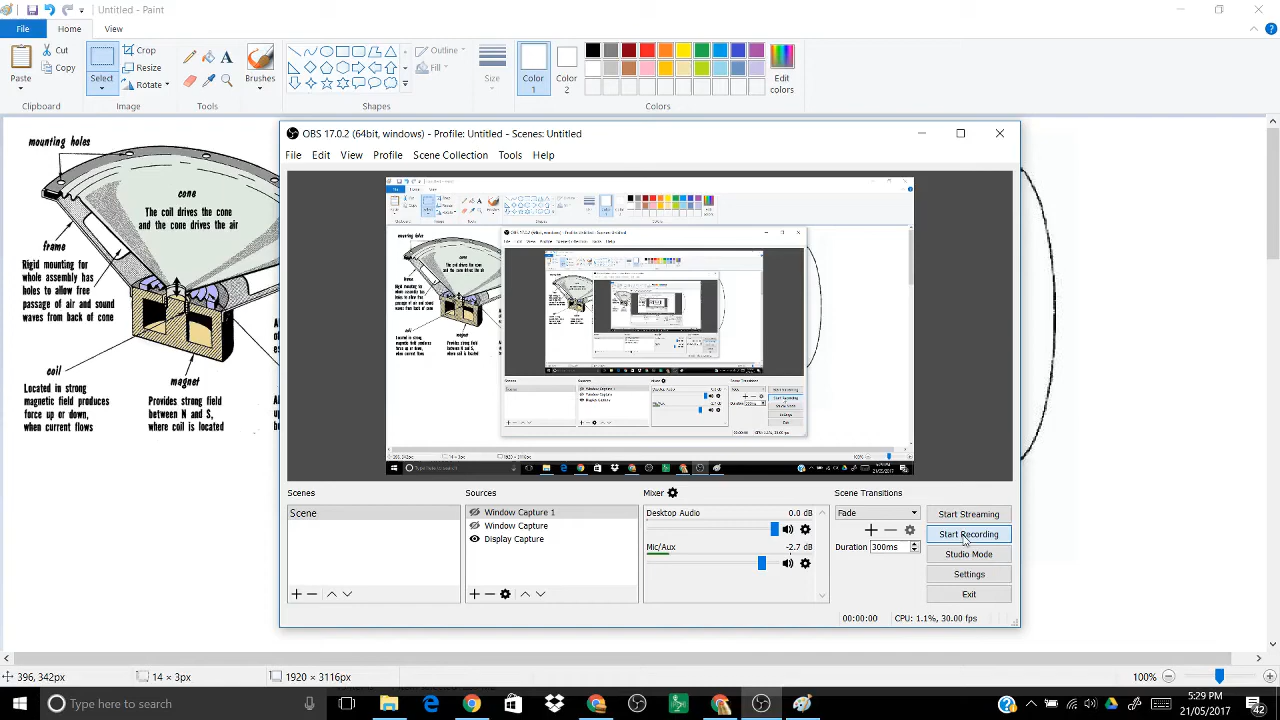 Untitled - Paint
File
Home
View
Paste
Cut
Copy
Clipboard
Select
Crop
Resize
Rotate
Image
Tools
Brushes
Shapes
Outline
Fill
Size
Color 1
Color 2
Edit colors
Colors
mounting holes
cone
The coil drives the cone
and the cone drives the air
frame
Rigid mounting for
whole assembly has
holes to allow free
passage of air and sound
waves from back of cone
coil
Located in strong
magnetic field produces
force up or down,
when current flows
magnet
Provides strong field
between N and S,
where coil is located
OBS 17.0.2 (64bit, windows) - Profile: Untitled - Scenes: Untitled
File Edit View Profile Scene Collection Tools Help
Scenes
Scene
Sources
Window Capture 1
Window Capture
Display Capture
Mixer
Desktop Audio 0.0 dB
Mic/Aux -2.7 dB
Scene Transitions
Fade
Duration 300ms
Start Streaming
Start Recording
Studio Mode
Settings
Exit
00:00:00 CPU: 1.1%, 30.00 fps
396, 342px
14 × 3px
1920 × 3116px
100%
Type here to search
5:29 PM
21/05/2017
42